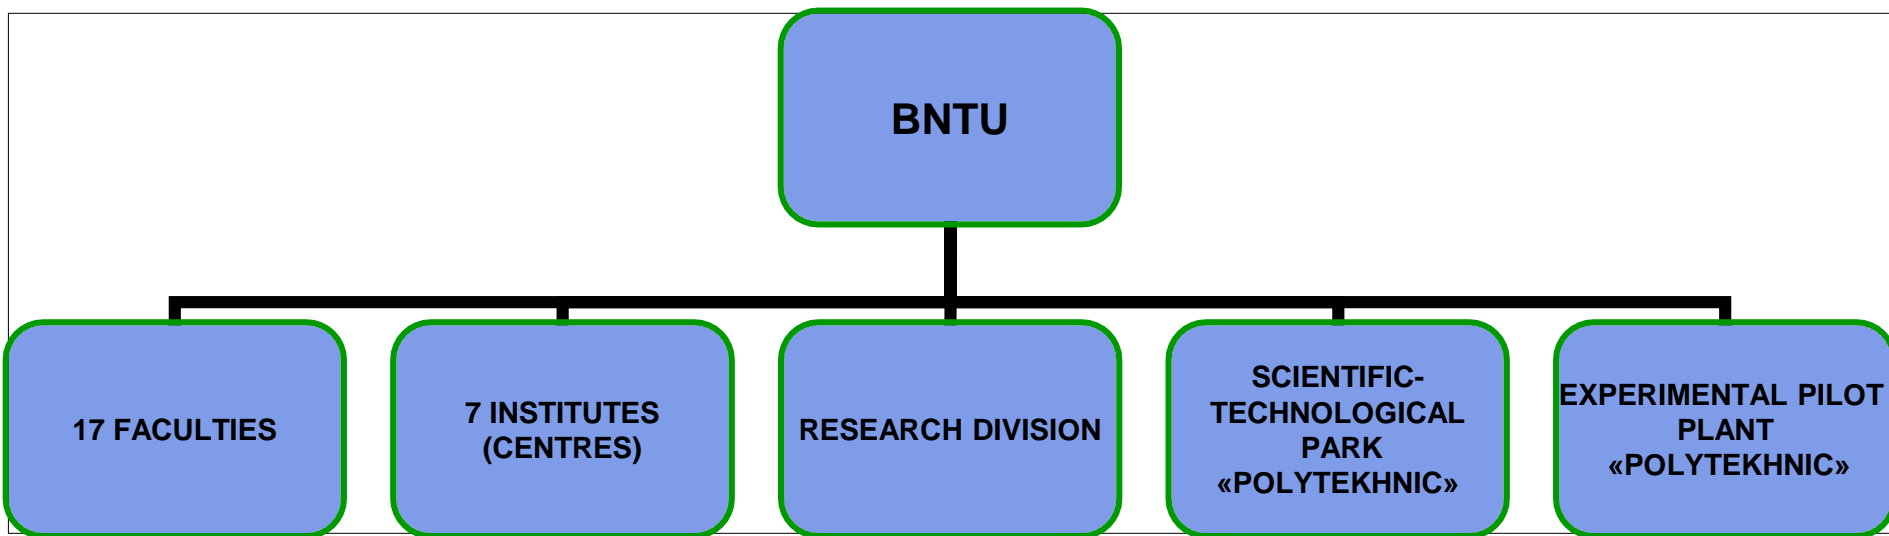 BNTU
17 FACULTIES
7 INSTITUTES
(CENTRES)
RESEARCH DIVISION
SCIENTIFIC-
TECHNOLOGICAL
PARK
«POLYTEKHNIC»
EXPERIMENTAL PILOT
PLANT
«POLYTEKHNIC»